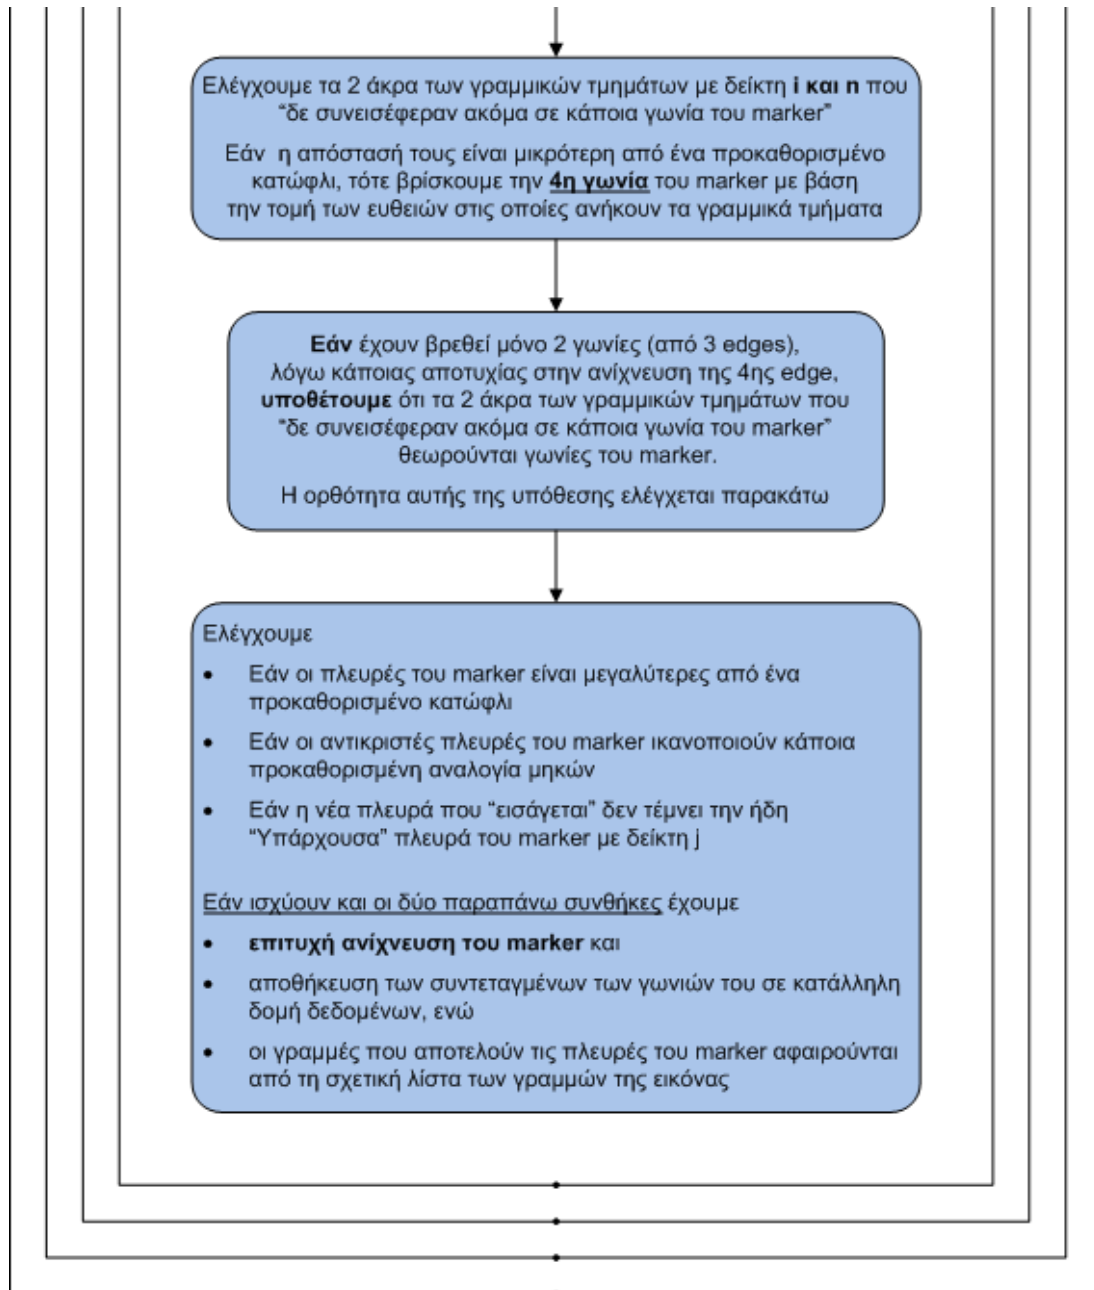 Ελέγχουμε τα 2 άκρα των γραμμικών τμημάτων με δείκτη i και n που
“δε συνεισέφεραν ακόμα σε κάποια γωνία του marker”
Εάν η απόστασή τους είναι μικρότερη από ένα προκαθορισμένο
κατώφλι, τότε βρίσκουμε την 4η γωνία του marker με βάση
την τομή των ευθειών στις οποίες ανήκουν τα γραμμικά τμήματα
Εάν έχουν βρεθεί μόνο 2 γωνίες (από 3 edges),
λόγω κάποιας αποτυχίας στην ανίχνευση της 4ης edge,
υποθέτουμε ότι τα 2 άκρα των γραμμικών τμημάτων που
“δε συνεισέφεραν ακόμα σε κάποια γωνία του marker”
θεωρούνται γωνίες του marker.
Η ορθότητα αυτής της υπόθεσης ελέγχεται παρακάτω
Ελέγχουμε
• Εάν οι πλευρές του marker είναι μεγαλύτερες από ένα
προκαθορισμένο κατώφλι
• Εάν οι αντικριστές πλευρές του marker ικανοποιούν κάποια
προκαθορισμένη αναλογία μηκών
• Εάν η νέα πλευρά που “εισάγεται” δεν τέμνει την ήδη
“Υπάρχουσα” πλευρά του marker με δείκτη j
Εάν ισχύουν και οι δύο παραπάνω συνθήκες έχουμε
• επιτυχή ανίχνευση του marker και
• αποθήκευση των συντεταγμένων των γωνιών του σε κατάλληλη
δομή δεδομένων, ενώ
• οι γραμμές που αποτελούν τις πλευρές του marker αφαιρούνται
από τη σχετική λίστα των γραμμών της εικόνας